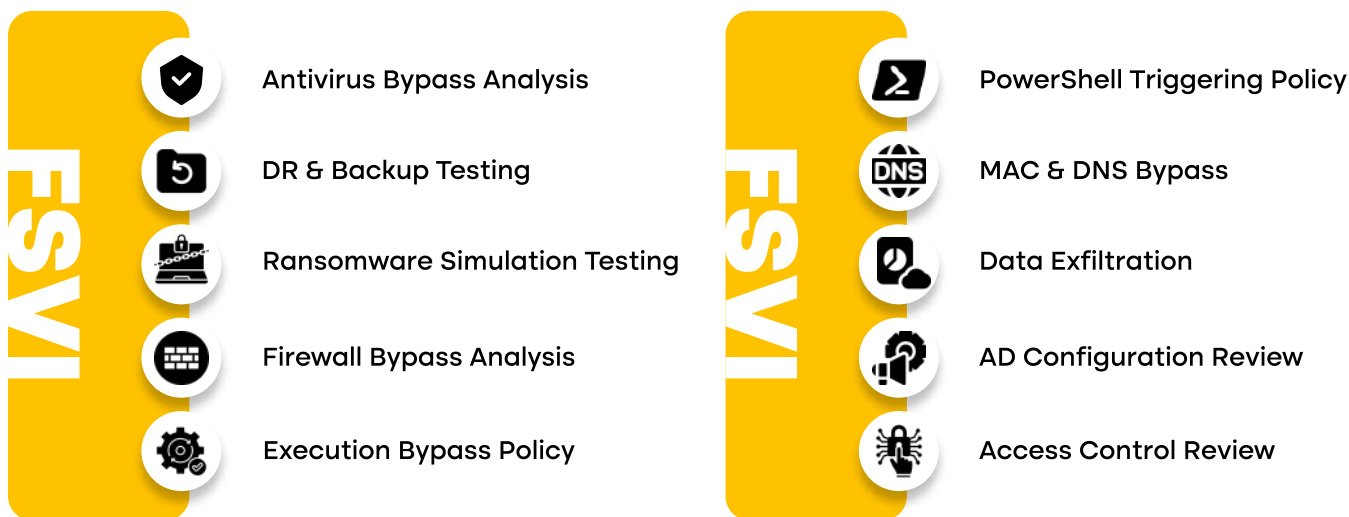 FSVI
Antivirus Bypass Analysis
DR & Backup Testing
Ransomware Simulation Testing
Firewall Bypass Analysis
Execution Bypass Policy
FSVI
PowerShell Triggering Policy
DNS
MAC & DNS Bypass
Data Exfiltration
AD Configuration Review
Access Control Review